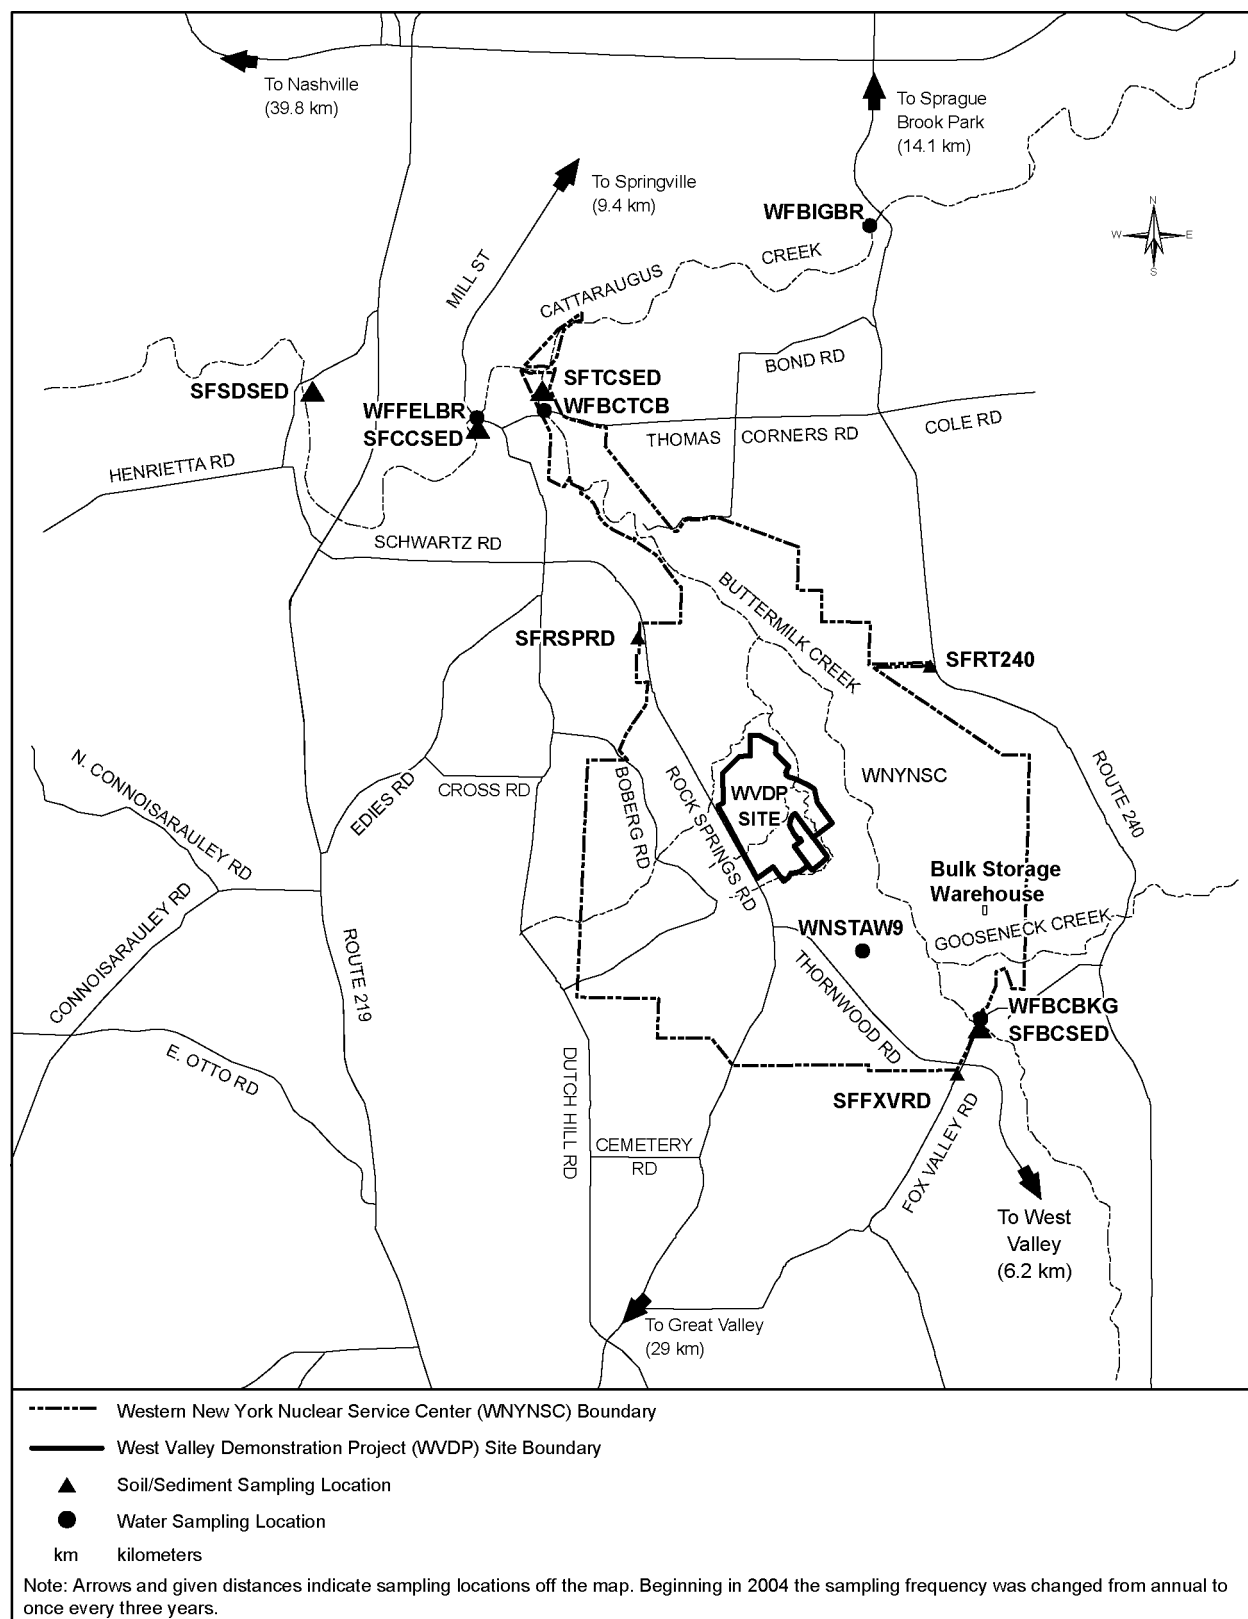 To Nashville
(39.8 km)
To Sprague
Brook Park
(14.1 km)
To Springville
(9.4 km)
WFBIGBR
N
W
E
S
MILL ST
CATTARAUGUS
CREEK
BOND RD
SFSDSED
SFTCSED
WFBCTCB
WFFELBR
SFCCSED
THOMAS
CORNERS RD
COLE RD
HENRIETTA RD
SCHWARTZ RD
BUTTERMILK CREEK
SFRSPRD
SFRT240
N. CONNOISARAULEY RD
EDIES RD
CROSS RD
BOBERG RD
ROCK SPRINGS RD
WVDP
SITE
WNYNSC
ROUTE 240
Bulk Storage
Warehouse
CONNOISARAULEY RD
ROUTE 219
WNSTAW9
GOOSENECK CREEK
THORNWOOD RD
WFBCBKG
SFBCSED
E. OTTO RD
DUTCH HILL RD
SFFXVRD
CEMETERY
RD
FOX VALLEY RD
To West
Valley
(6.2 km)
To Great Valley
(29 km)
Western New York Nuclear Service Center (WNYNSC) Boundary
West Valley Demonstration Project (WVDP) Site Boundary
Soil/Sediment Sampling Location
Water Sampling Location
km kilometers
Note: Arrows and given distances indicate sampling locations off the map. Beginning in 2004 the sampling frequency was changed from annual to
once every three years.